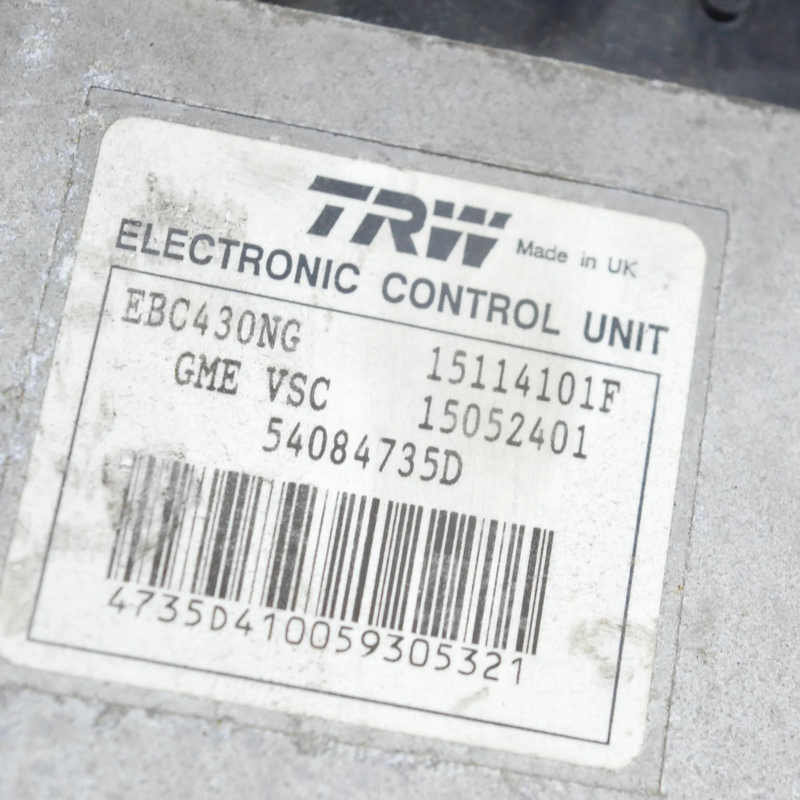 TRW Made in UK
ELECTRONIC CONTROL UNIT
EBC430NG 15114101F
GME VSC 15052401
54084735D
4735D410059305321